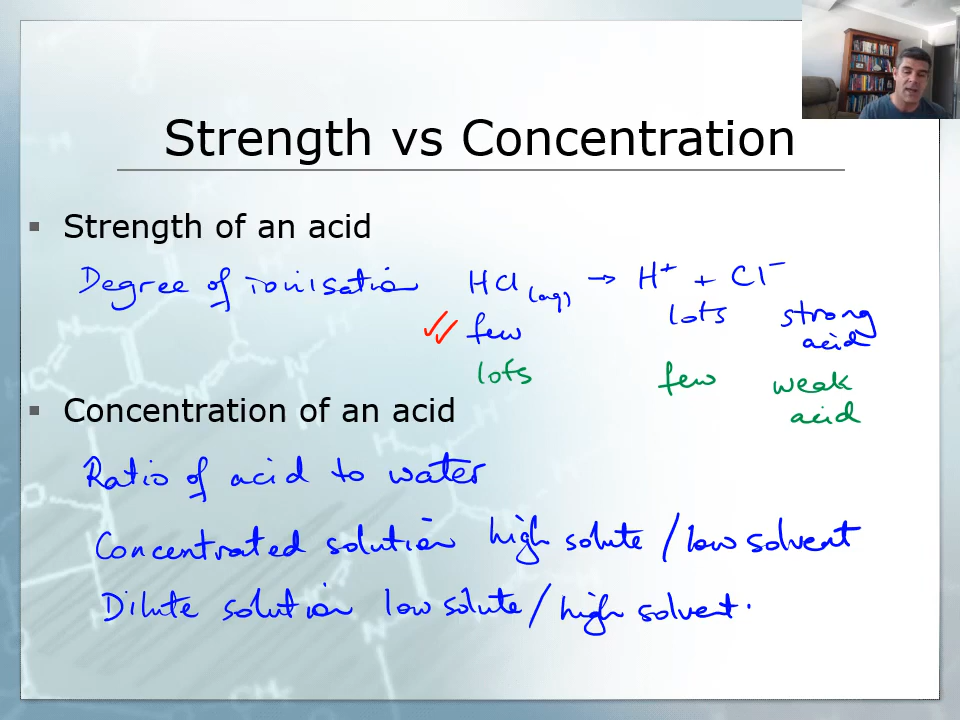 Strength vs Concentration
▪ Strength of an acid
Degree of ionisation HCl (aq) → H⁺ + Cl⁻
few lots strong acid
lots few weak acid
▪ Concentration of an acid
Ratio of acid to water
Concentrated solution high solute / low solvent
Dilute solution low solute / high solvent.